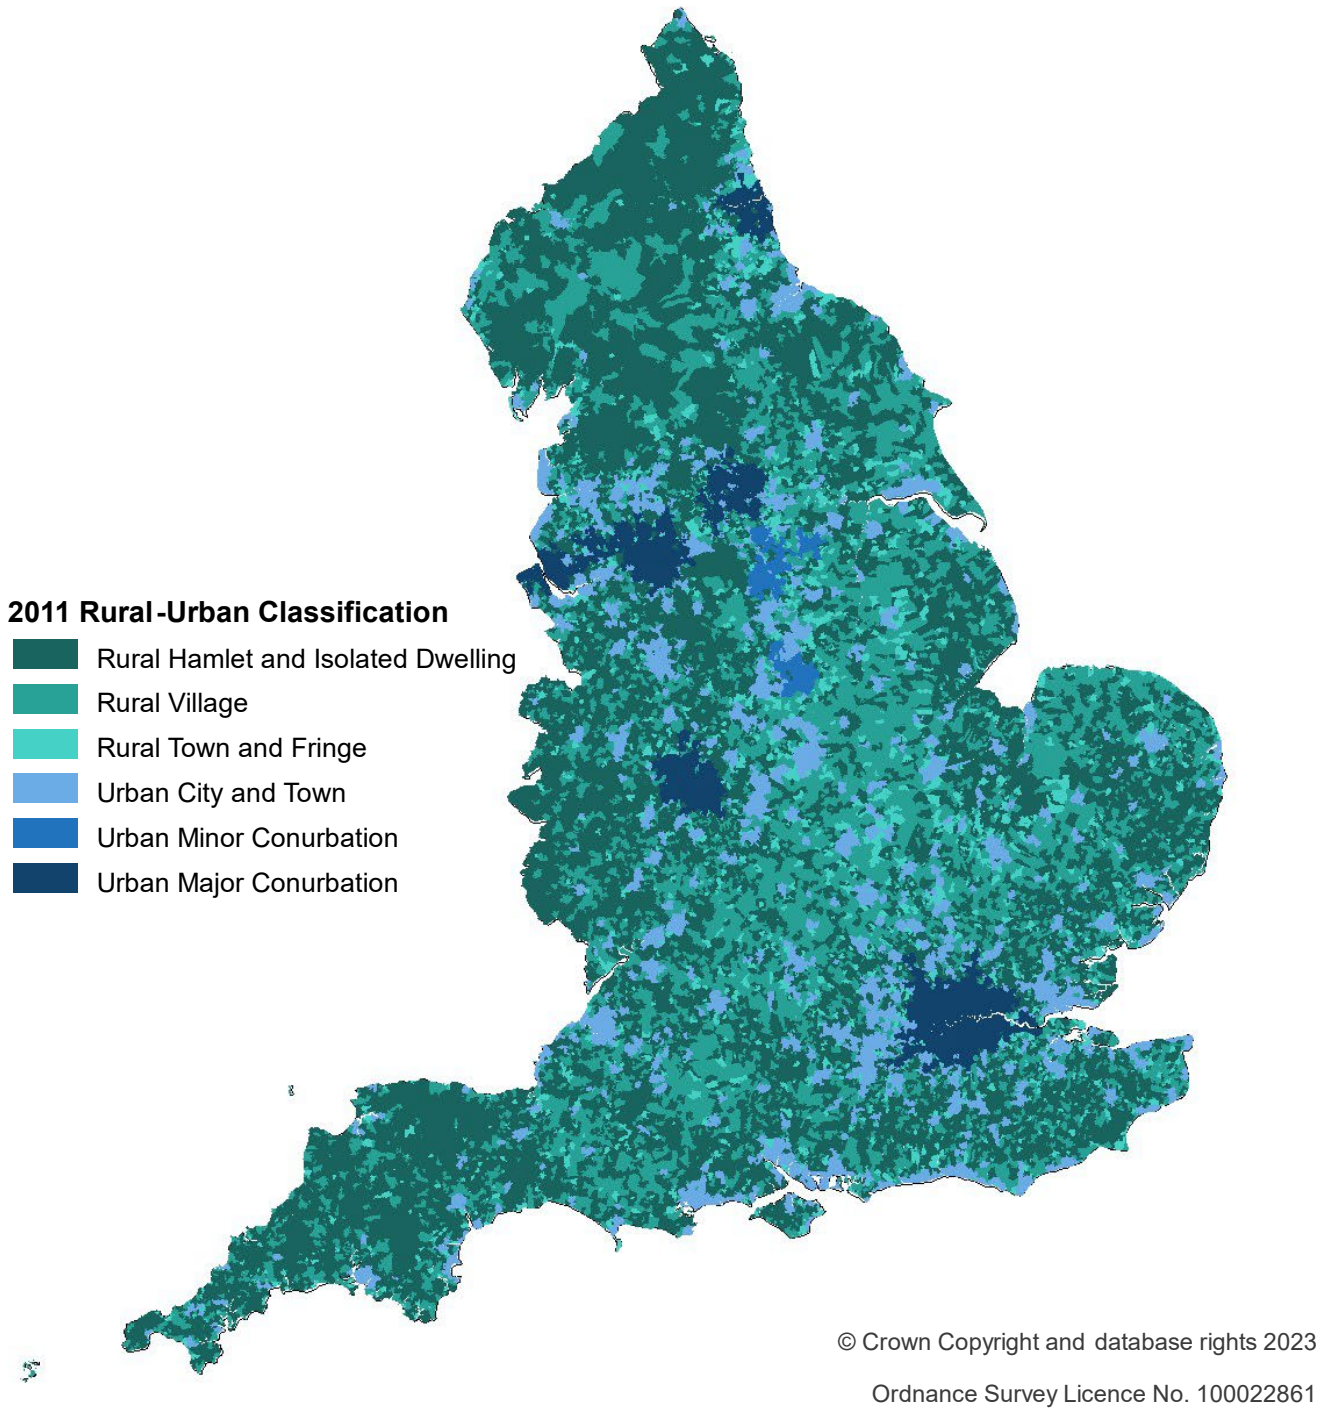 2011 Rural-Urban Classification
Rural Hamlet and Isolated Dwelling
Rural Village
Rural Town and Fringe
Urban City and Town
Urban Minor Conurbation
Urban Major Conurbation
© Crown Copyright and database rights 2023
Ordnance Survey Licence No. 100022861